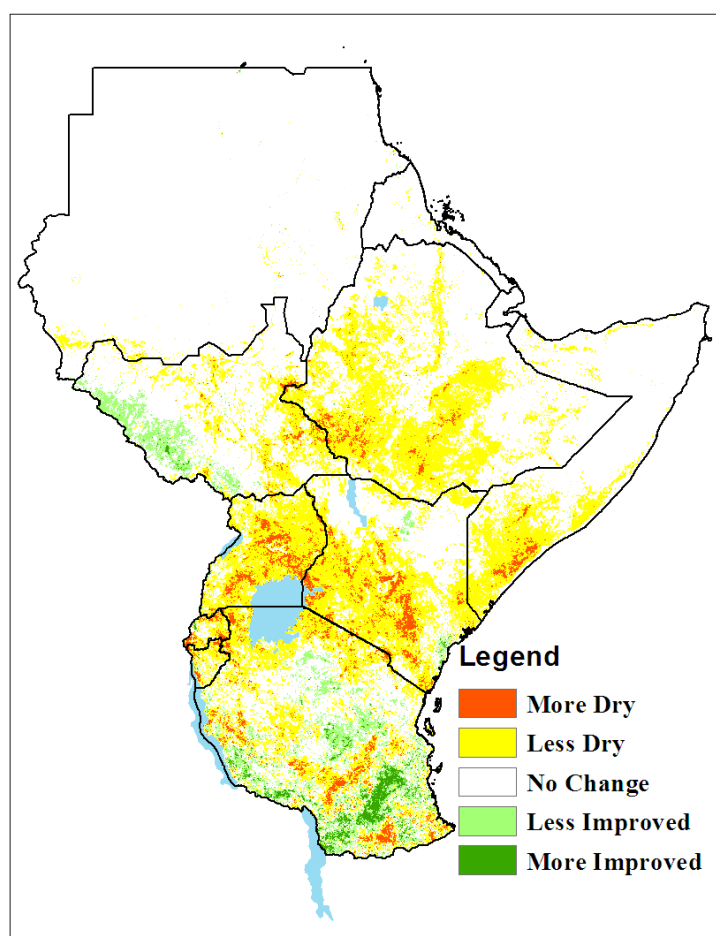 Legend
More Dry
Less Dry
No Change
Less Improved
More Improved